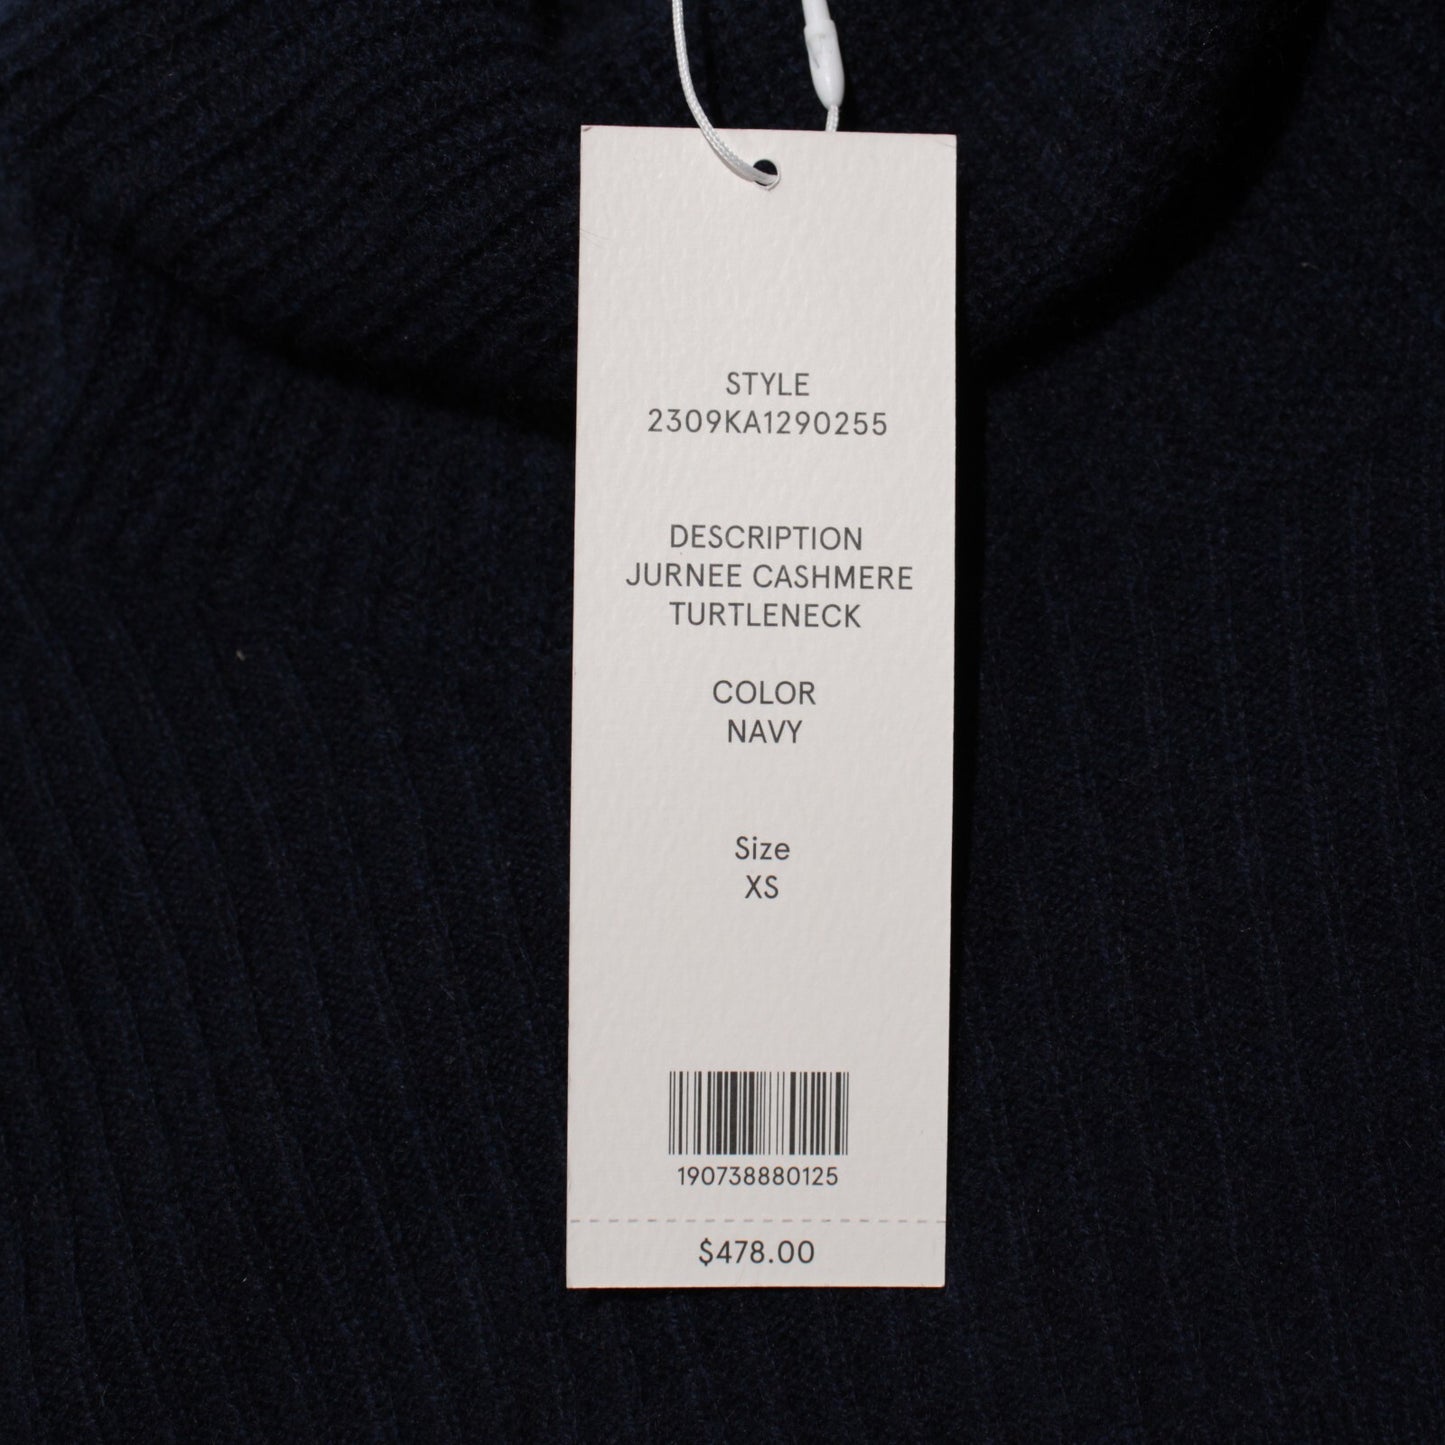 STYLE
2309KA1290255
DESCRIPTION
JURNEE CASHMERE
TURTLENECK
COLOR
NAVY
Size
XS
190738880125
$478.00